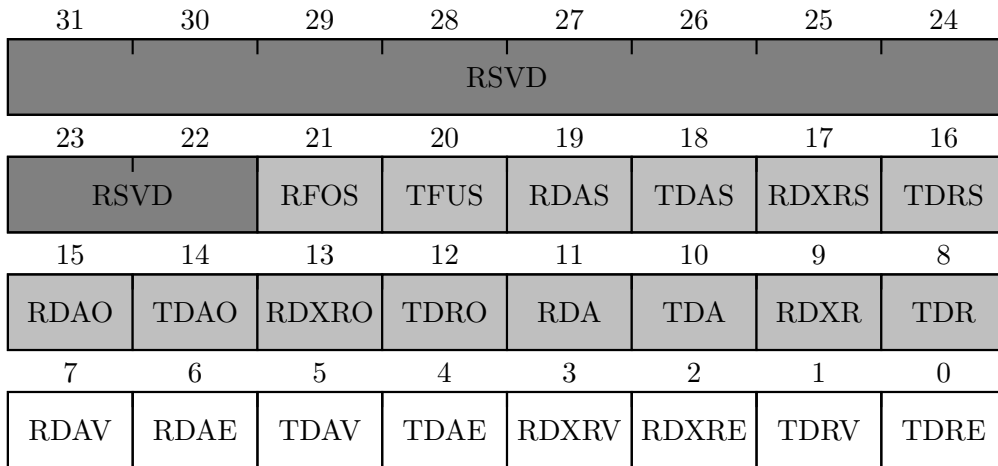 31 30 29 28 27 26 25 24
RSVD
23 22 21 20 19 18 17 16
RSVD RFOS TFUS RDAS TDAS RDXRS TDRS
15 14 13 12 11 10 9 8
RDAO TDAO RDXRO TDRO RDA TDA RDXR TDR
7 6 5 4 3 2 1 0
RDAV RDAE TDAV TDAE RDXRV RDXRE TDRV TDRE